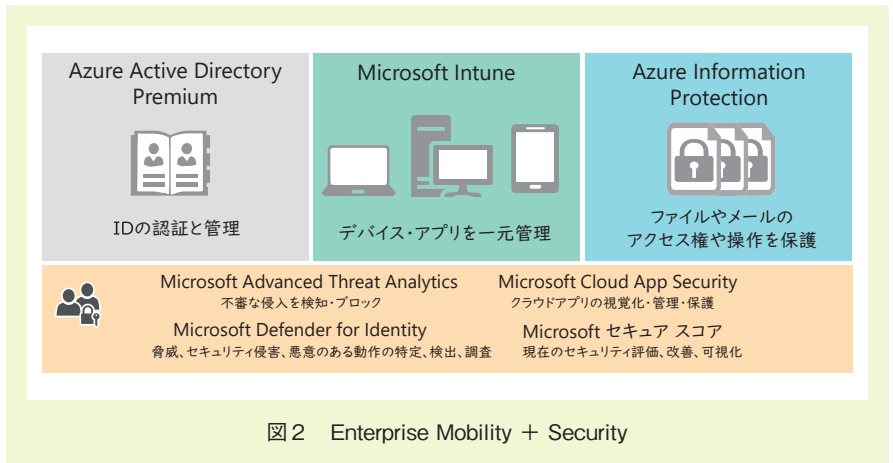 Azure Active Directory
Premium
IDの認証と管理
Microsoft Intune
デバイス・アプリを一元管理
Azure Information
Protection
ファイルやメールの
アクセス権や操作を保護
Microsoft Advanced Threat Analytics
不審な侵入を検知・ブロック
Microsoft Cloud App Security
クラウドアプリの視覚化・管理・保護
Microsoft Defender for Identity
脅威、セキュリティ侵害、悪意のある動作の特定、検出、調査
Microsoft セキュア スコア
現在のセキュリティ評価、改善、可視化
図2 Enterprise Mobility + Security